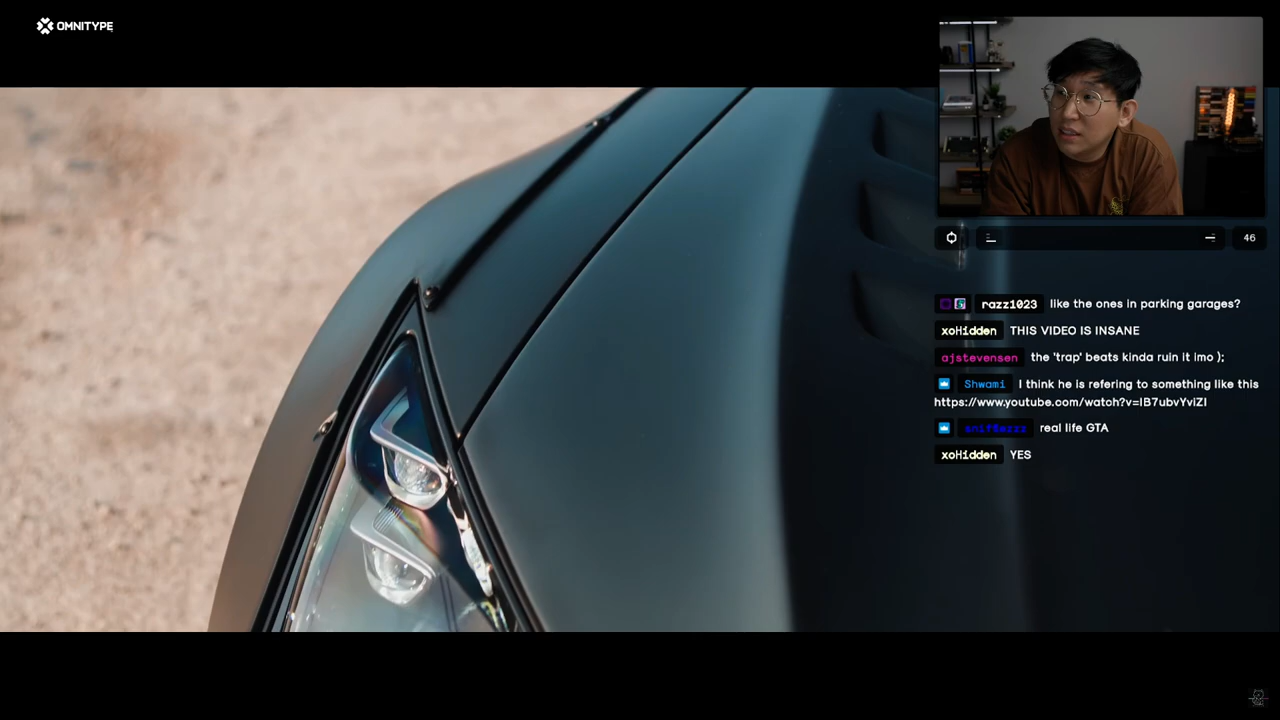 OMNITYPE
46
razz1023 like the ones in parking garages?
xoHidden THIS VIDEO IS INSANE
ajstevensen the 'trap' beats kinda ruin it imo );
Shwami I think he is refering to something like this
https://www.youtube.com/watch?v=IB7ubvYviZI
real life GTA
xoHidden YES